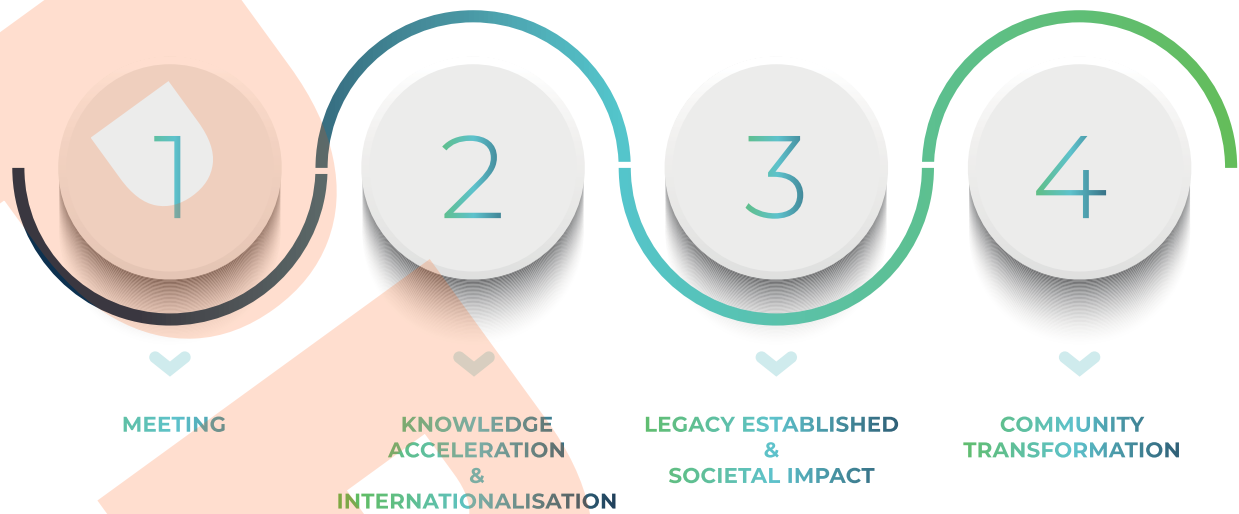 1
2
3
4
MEETING
KNOWLEDGE
ACCELERATION
&
INTERNATIONALISATION
LEGACY ESTABLISHED
&
SOCIETAL IMPACT
COMMUNITY
TRANSFORMATION